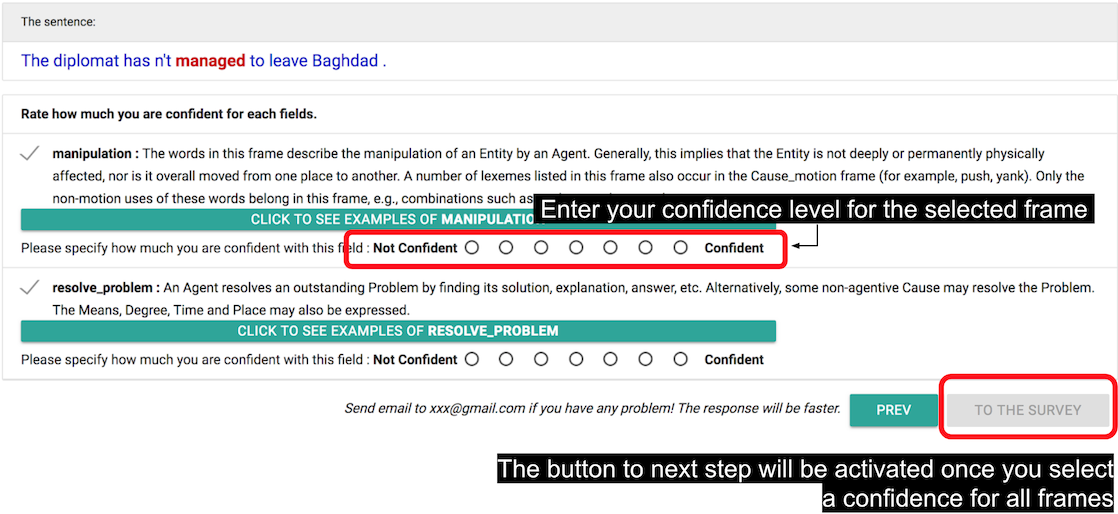 The sentence:
The diplomat has n't managed to leave Baghdad .
Rate how much you are confident for each fields.
manipulation : The words in this frame describe the manipulation of an Entity by an Agent. Generally, this implies that the Entity is not deeply or permanently physically
affected, nor is it overall moved from one place to another. A number of lexemes listed in this frame also occur in the Cause_motion frame (for example, push, yank). Only the
non-motion uses of these words belong in this frame, e.g., combinations such as
Enter your confidence level for the selected frame
CLICK TO SEE EXAMPLES OF
Please specify how much you are confident with this field : Not Confident Confident
resolve_problem : An Agent resolves an outstanding Problem by finding its solution, explanation, answer, etc. Alternatively, some non-agentive Cause may resolve the Problem.
The Means, Degree, Time and Place may also be expressed.
CLICK TO SEE EXAMPLES OF RESOLVE_PROBLEM
Please specify how much you are confident with this field : Not Confident Confident
Send email to xxx@gmail.com if you have any problem! The response will be faster. PREV TO THE SURVEY
The button to next step will be activated once you select
a confidence for all frames